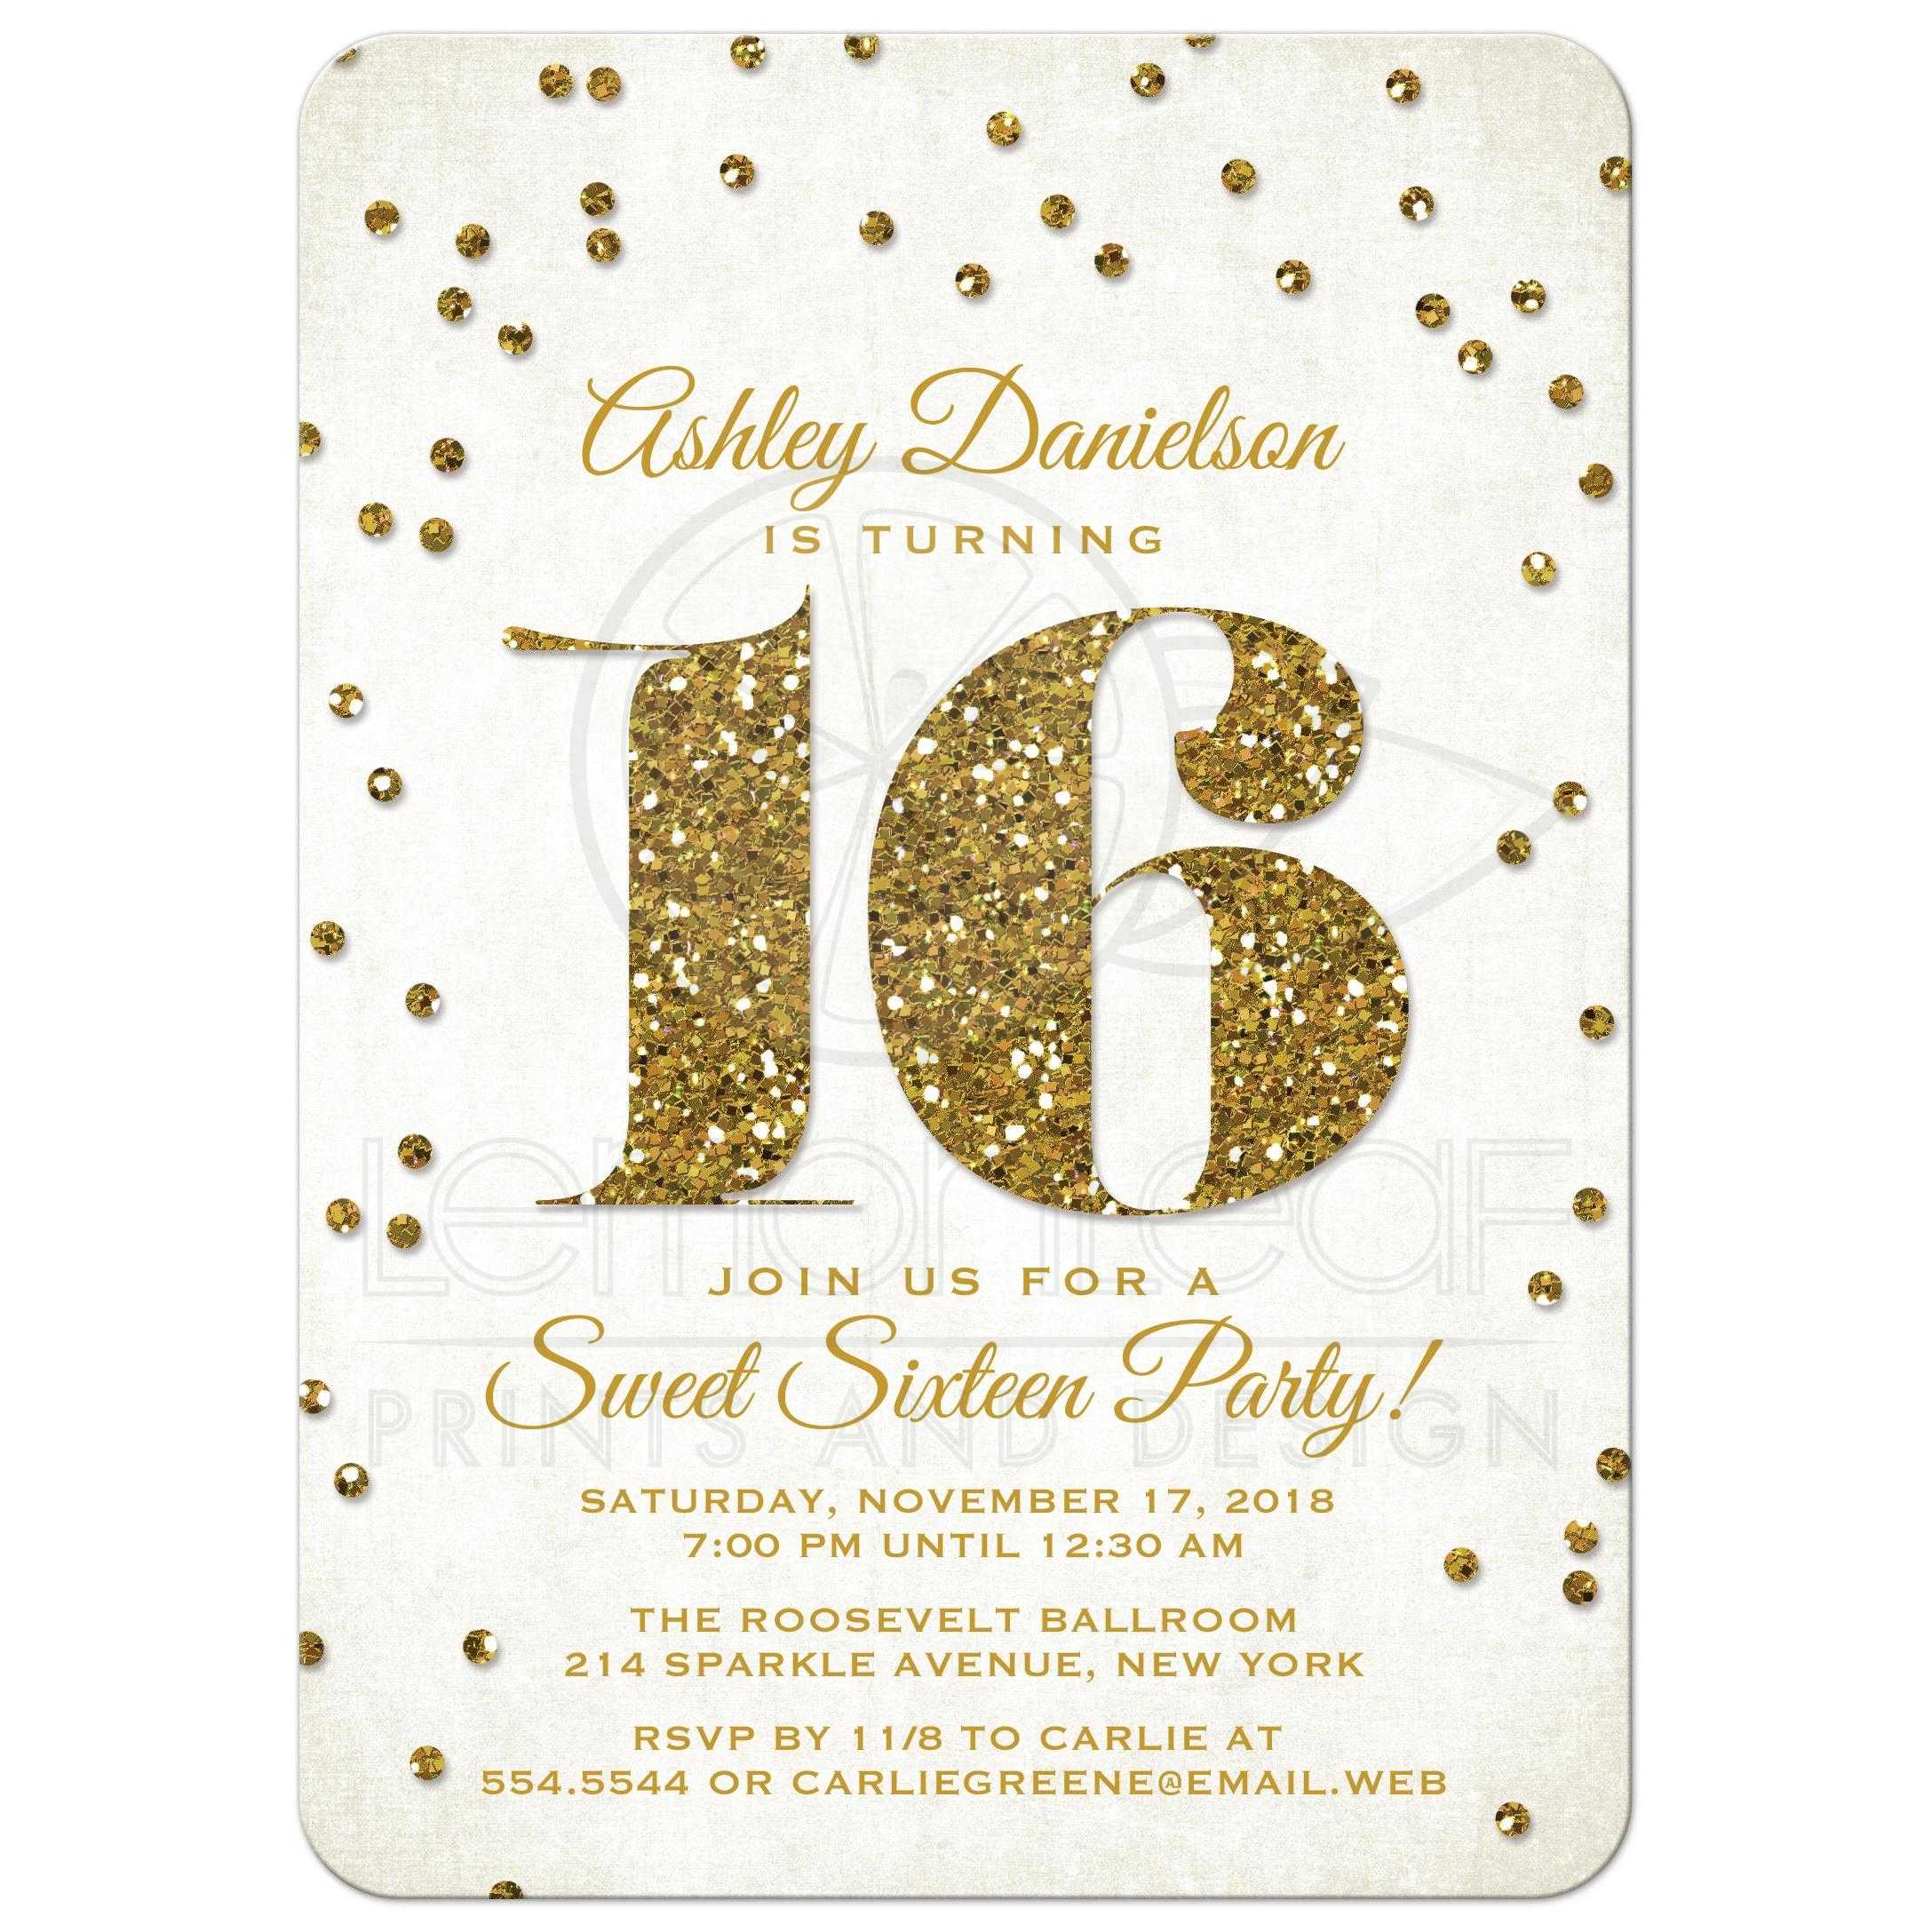 Ashley Danielson
IS TURNING
16
JOIN US FOR A
Sweet Sixteen Party!
SATURDAY, NOVEMBER 17, 2018
7:00 PM UNTIL 12:30 AM
THE ROOSEVELT BALLROOM
214 SPARKLE AVENUE, NEW YORK
RSVP BY 11/8 TO CARLIE AT
554.5544 OR CARLIEGREENE@EMAIL.WEB
Lemonleaf
PRINTS AND DESIGN